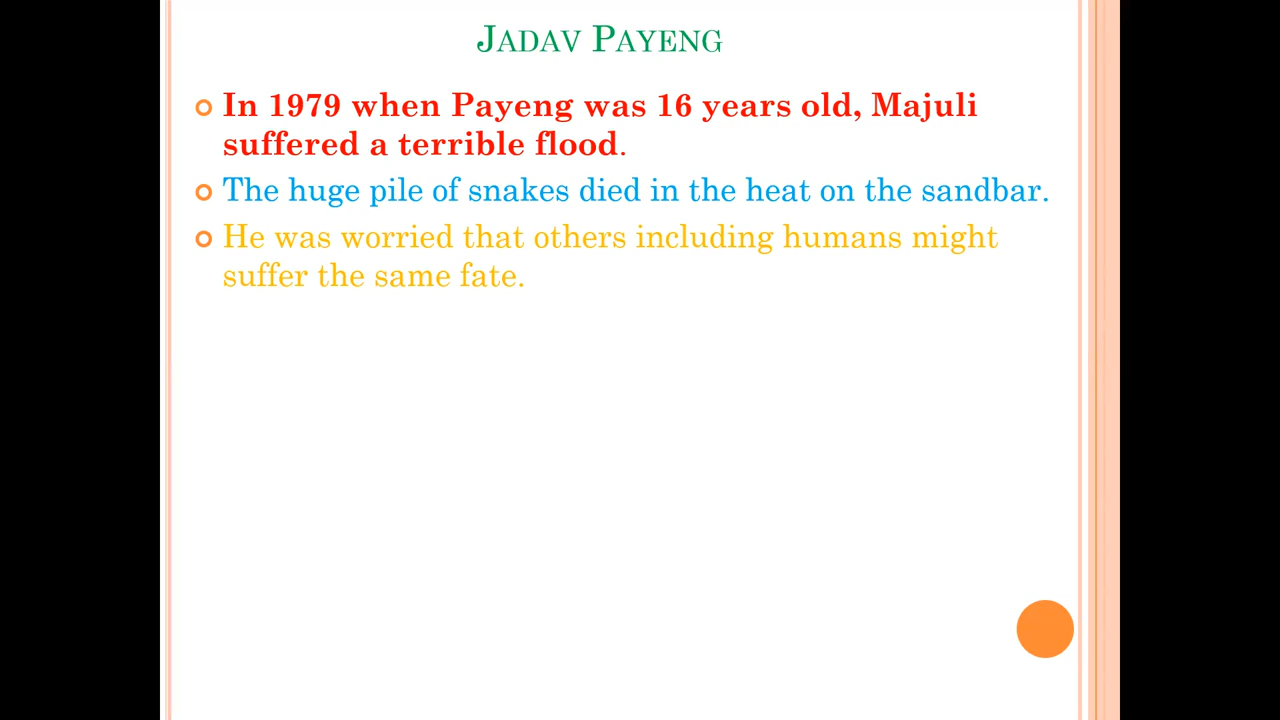 JADAV PAYENG
In 1979 when Payeng was 16 years old, Majuli
suffered a terrible flood.
The huge pile of snakes died in the heat on the sandbar.
He was worried that others including humans might
suffer the same fate.